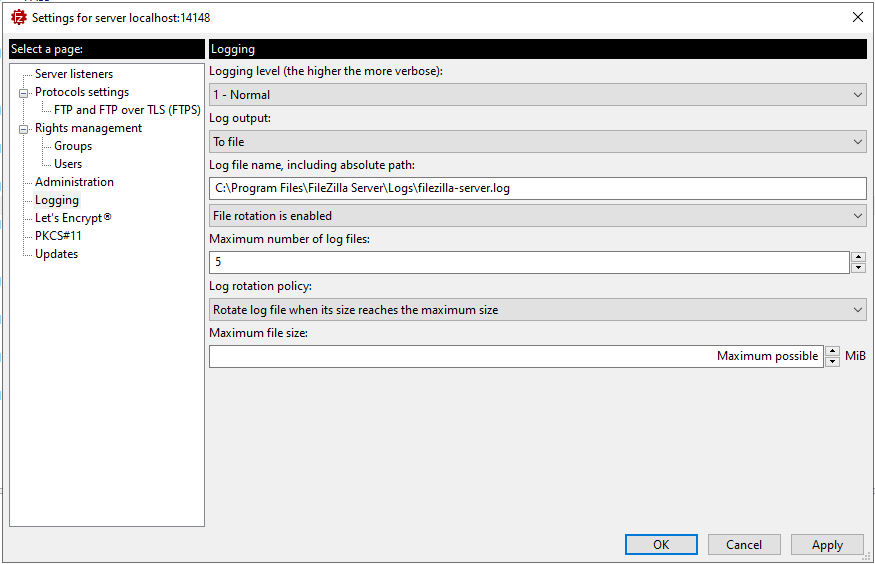 Settings for server localhost:14148
Select a page:
Server listeners
Protocols settings
FTP and FTP over TLS (FTPS)
Rights management
Groups
Users
Administration
Logging
Let's Encrypt®
PKCS#11
Updates
Logging
Logging level (the higher the more verbose):
1 - Normal
Log output:
To file
Log file name, including absolute path:
C:\Program Files\FileZilla Server\Logs\filezilla-server.log
File rotation is enabled
Maximum number of log files:
5
Log rotation policy:
Rotate log file when its size reaches the maximum size
Maximum file size:
Maximum possible MiB
OK Cancel Apply